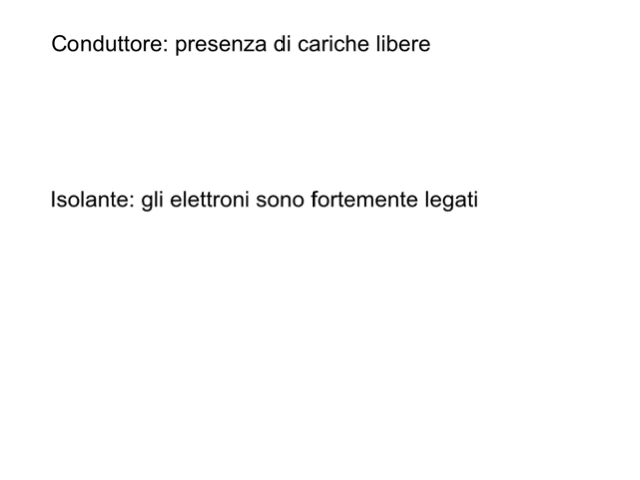 Conduttore: presenza di cariche libere
Isolante: gli elettroni sono fortemente legati